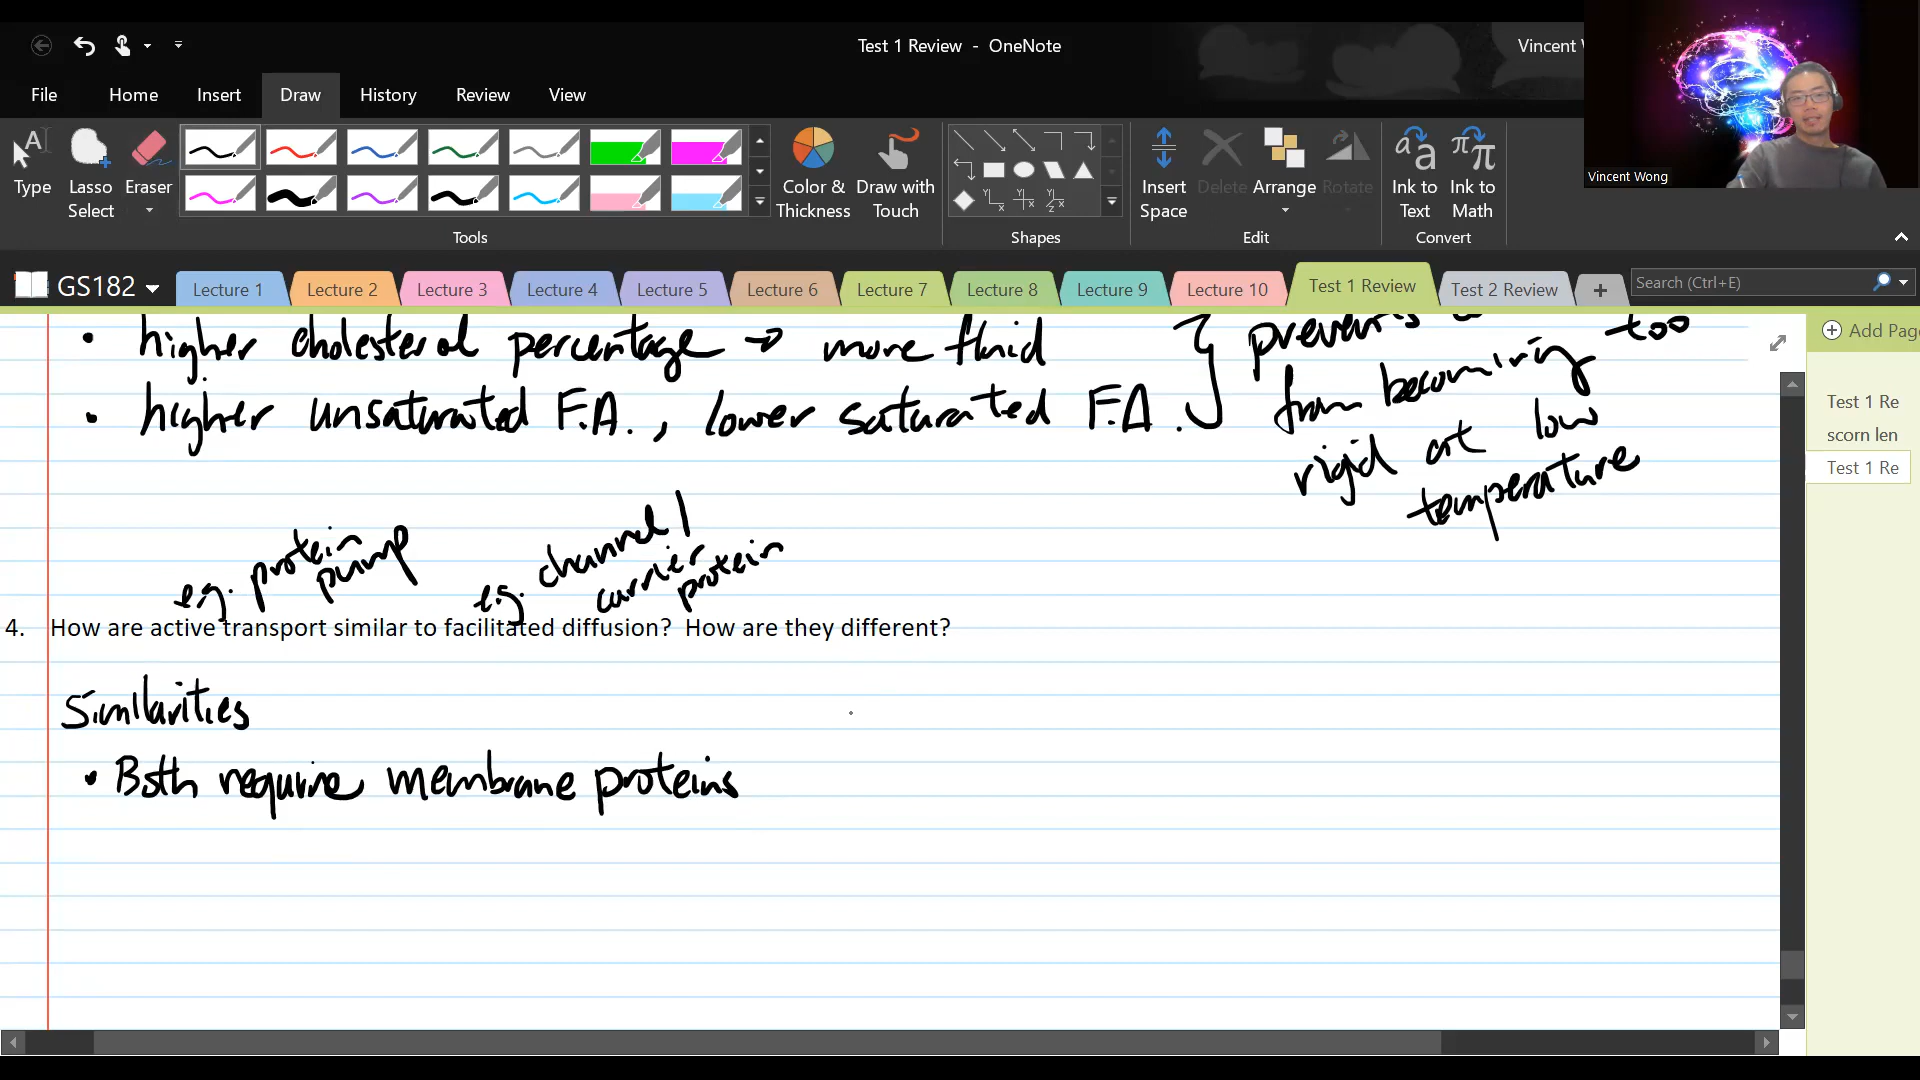 Test 1 Review - OneNote
Vincent W
File
Home
Insert
Draw
History
Review
View
Type
Lasso Select
Eraser
Color & Thickness
Draw with Touch
Insert Space
Delete
Arrange
Rotate
Ink to Text
Ink to Math
Tools
Shapes
Edit
Convert
Vincent Wong
GS182
Lecture 1
Lecture 2
Lecture 3
Lecture 4
Lecture 5
Lecture 6
Lecture 7
Lecture 8
Lecture 9
Lecture 10
Test 1 Review
Test 2 Review
Search (Ctrl+E)
Add Page
Test 1 Re
scorn len
Test 1 Re
• higher cholesterol percentage → more fluid
• higher unsaturated F.A., lower saturated F.A.
prevents
too
from becoming
rigid at low
temperature
e.g. protein
pump
e.g. channel /
carrier
protein
4. How are active transport similar to facilitated diffusion? How are they different?
Similarities
• Both require membrane proteins